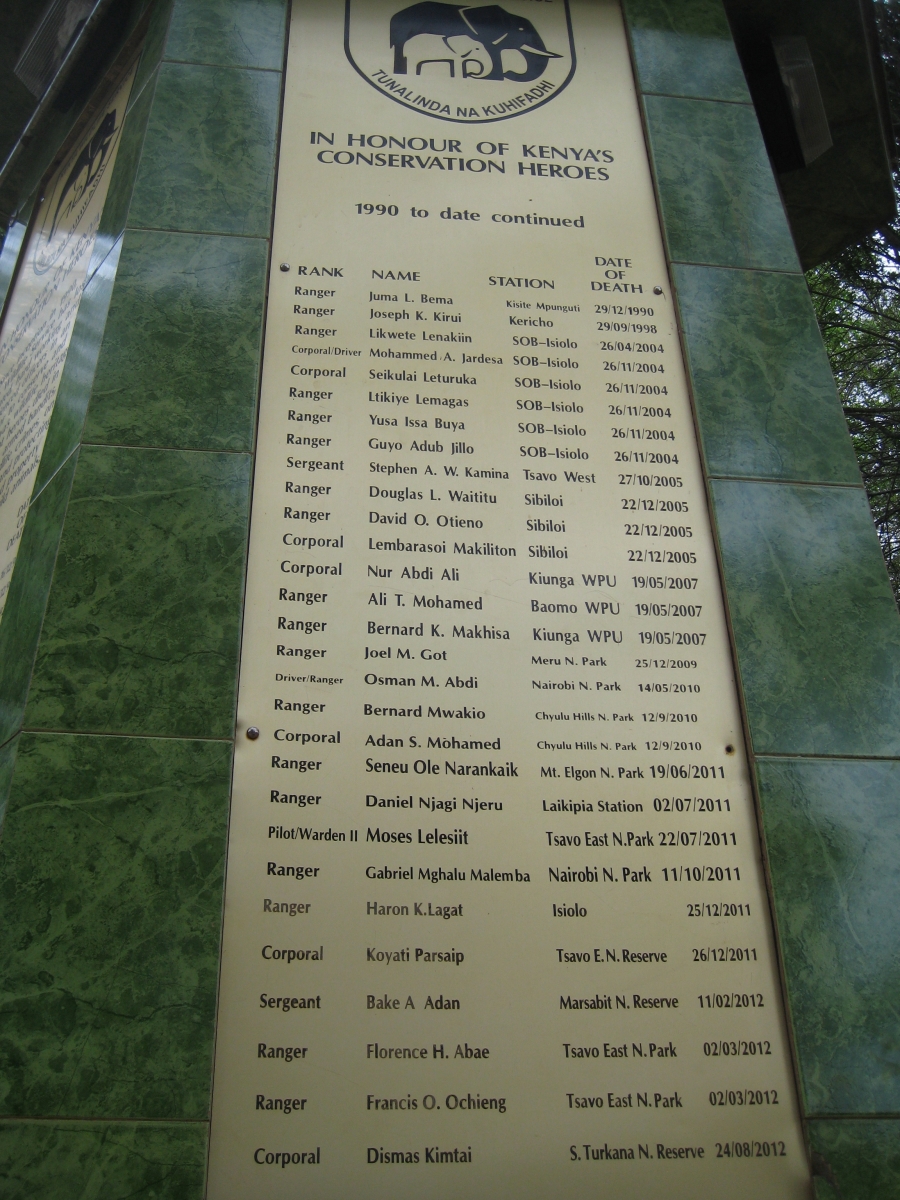 TUNALINDA NA KUHIFADHI
IN HONOUR OF KENYA'S
CONSERVATION HEROES
1990 to date continued
RANK NAME STATION DATE OF DEATH
Ranger Juma L. Bema Kisite Mpunguti 29/12/1990
Ranger Joseph K. Kirui Kericho 29/09/1998
Ranger Likwete Lenakiin SOB–Isiolo 26/04/2004
Corporal/Driver Mohammed A. Jardesa SOB–Isiolo 26/11/2004
Corporal Seikulai Leturuka SOB–Isiolo 26/11/2004
Ranger Ltikiye Lemagas SOB–Isiolo 26/11/2004
Ranger Yusa Issa Buya SOB–Isiolo 26/11/2004
Ranger Guyo Adub Jillo SOB–Isiolo 26/11/2004
Sergeant Stephen A. W. Kamina Tsavo West 27/10/2005
Ranger Douglas L. Waititu Sibiloi 22/12/2005
Ranger David O. Otieno Sibiloi 22/12/2005
Corporal Lembarasoi Makiliton Sibiloi 22/12/2005
Corporal Nur Abdi Ali Kiunga WPU 19/05/2007
Ranger Ali T. Mohamed Baomo WPU 19/05/2007
Ranger Bernard K. Makhisa Kiunga WPU 19/05/2007
Ranger Joel M. Got Meru N. Park 25/12/2009
Driver/Ranger Osman M. Abdi Nairobi N. Park 14/05/2010
Ranger Bernard Mwakio Chyulu Hills N. Park 12/9/2010
Corporal Adan S. Mohamed Chyulu Hills N. Park 12/9/2010
Ranger Seneu Ole Narankaik Mt. Elgon N. Park 19/06/2011
Ranger Daniel Njagi Njeru Laikipia Station 02/07/2011
Pilot/Warden II Moses Lelesiit Tsavo East N.Park 22/07/2011
Ranger Gabriel Mghalu Malemba Nairobi N. Park 11/10/2011
Ranger Haron K.Lagat Isiolo 25/12/2011
Corporal Koyati Parsaip Tsavo E. N. Reserve 26/12/2011
Sergeant Bake A Adan Marsabit N. Reserve 11/02/2012
Ranger Florence H. Abae Tsavo East N. Park 02/03/2012
Ranger Francis O. Ochieng Tsavo East N. Park 02/03/2012
Corporal Dismas Kimtai S. Turkana N. Reserve 24/08/2012